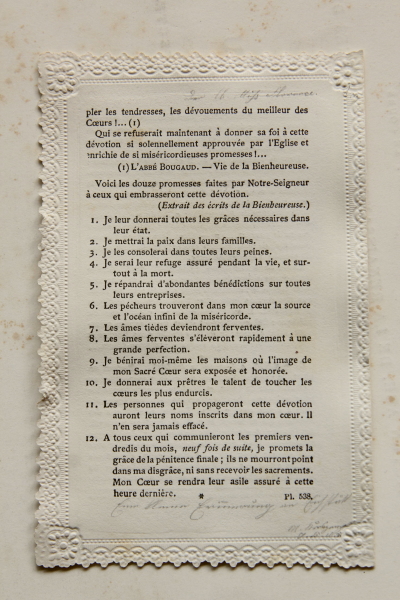 pler les tendresses, les dévouements du meilleur des
Cœurs !... (1)
Qui se refuserait maintenant à donner sa foi à cette
dévotion si solennellement approuvée par l'Eglise et
enrichie de si miséricordieuses promesses !...
(1) L'ABBÉ BOUGAUD. — Vie de la Bienheureuse.
Voici les douze promesses faites par Notre-Seigneur
à ceux qui embrasseront cette dévotion.
(Extrait des écrits de la Bienheureuse.)
1. Je leur donnerai toutes les grâces nécessaires dans
leur état.
2. Je mettrai la paix dans leurs familles.
3. Je les consolerai dans toutes leurs peines.
4. Je serai leur refuge assuré pendant la vie, et sur-
tout à la mort.
5. Je répandrai d'abondantes bénédictions sur toutes
leurs entreprises.
6. Les pécheurs trouveront dans mon cœur la source
et l'océan infini de la miséricorde.
7. Les âmes tiédes deviendront ferventes.
8. Les âmes ferventes s'élèveront rapidement à une
grande perfection.
9. Je bénirai moi-même les maisons où l'image de
mon Sacré Cœur sera exposée et honorée.
10. Je donnerai aux prêtres le talent de toucher les
cœurs les plus endurcis.
11. Les personnes qui propageront cette dévotion
auront leurs noms inscrits dans mon cœur. Il
n'en sera jamais effacé.
12. A tous ceux qui communieront les premiers ven-
dredis du mois, neuf fois de suite, je promets la
grâce de la pénitence finale ; ils ne mourront point
dans ma disgrâce, ni sans recevoir les sacrements.
Mon Cœur se rendra leur asile assuré à cette
heure dernière. * Pl. 538.
Erinnerung an